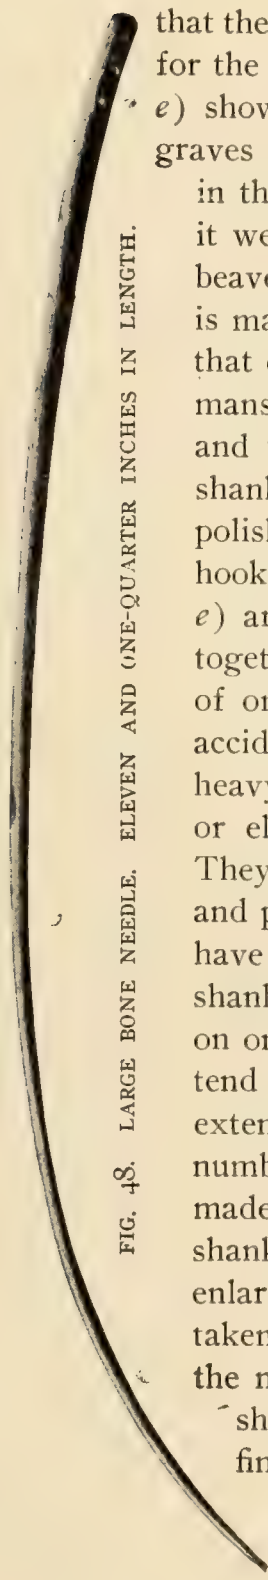 FIG. 48. LARGE BONE NEEDLE. ELEVEN AND ONE-QUARTER INCHES IN LENGTH.
that the
for the
e) show
graves
in th
it we
beave
is ma
that
mans
and
shank
polish
hook
e) ar
toget
of or
accid
heavy
or el
They
and p
have
shank
on or
tend
exten
numb
made
shank
enlar
taken
the n
sh
fin